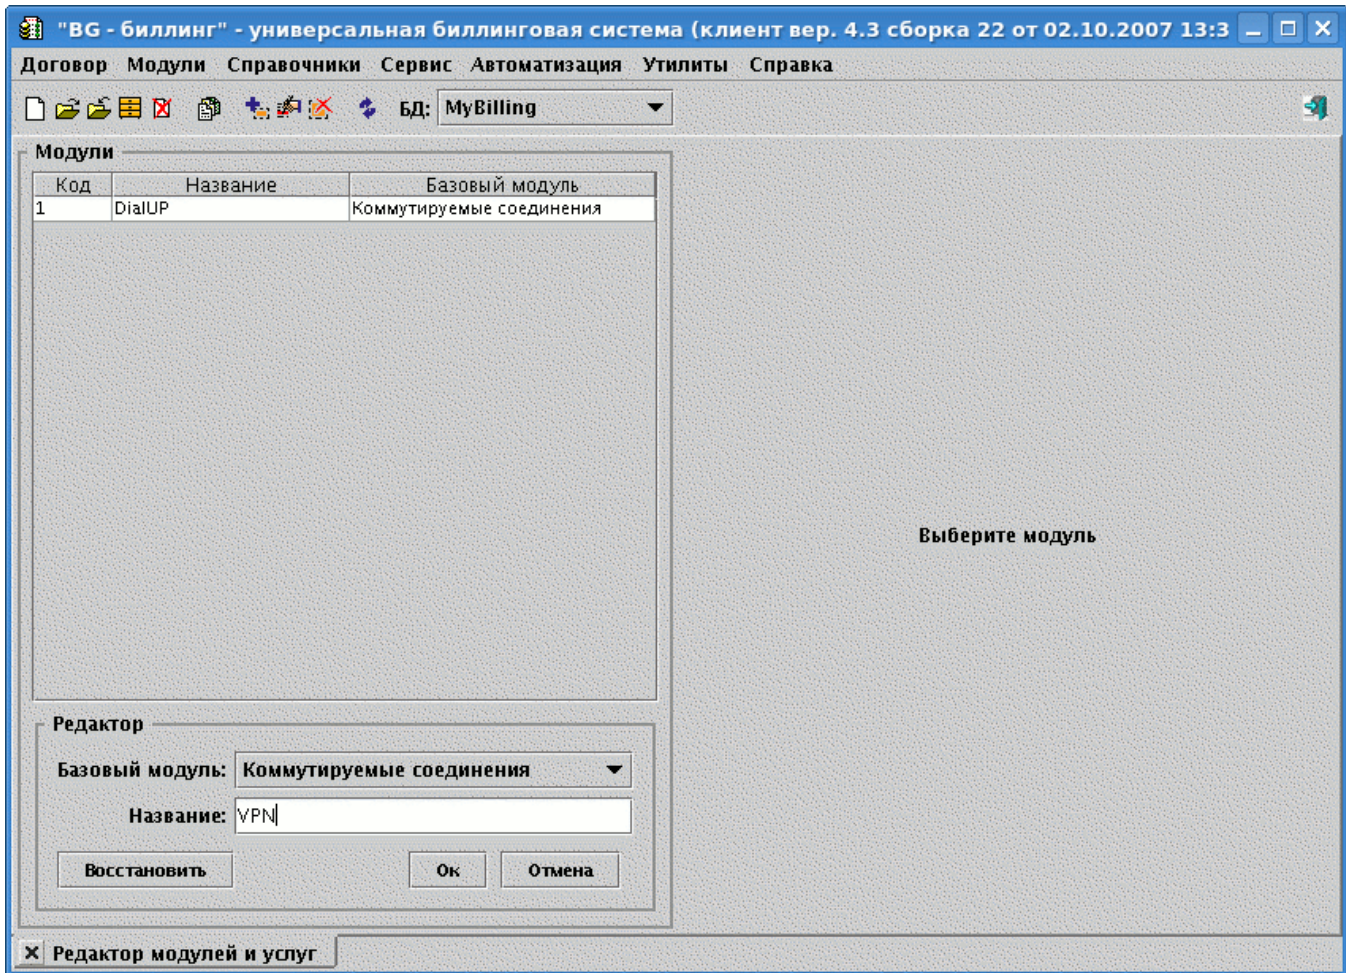 "BG - биллинг" - универсальная биллинговая система (клиент вер. 4.3 сборка 22 от 02.10.2007 13:3
Договор Модули Справочники Сервис Автоматизация Утилиты Справка
БД: MyBilling
Модули
Код Название Базовый модуль
1 DialUP Коммутируемые соединения
Выберите модуль
Редактор
Базовый модуль: Коммутируемые соединения
Название: VPN
Восстановить Ок Отмена
Редактор модулей и услуг